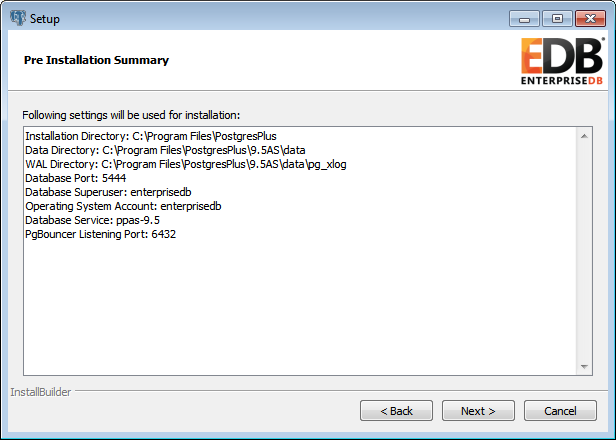 Setup
Pre Installation Summary
EDB
ENTERPRISEDB
Following settings will be used for installation:
Installation Directory: C:\Program Files\PostgresPlus
Data Directory: C:\Program Files\PostgresPlus\9.5AS\data
WAL Directory: C:\Program Files\PostgresPlus\9.5AS\data\pg_xlog
Database Port: 5444
Database Superuser: enterprisedb
Operating System Account: enterprisedb
Database Service: ppas-9.5
PgBouncer Listening Port: 6432
InstallBuilder
< Back
Next >
Cancel